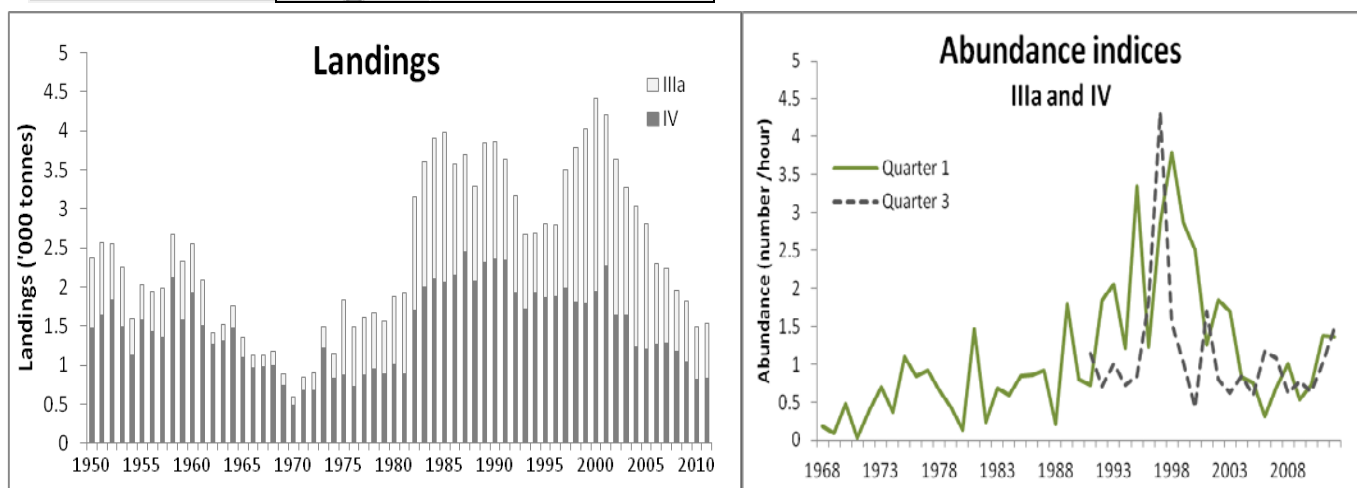 Landings
Landings ('000 tonnes)
5
4.5
4
3.5
3
2.5
2
1.5
1
0.5
0
IIIa
IV
1950 1955 1960 1965 1970 1975 1980 1985 1990 1995 2000 2005 2010
Abundance indices
IIIa and IV
Abundance (number /hour)
5
4.5
4
3.5
3
2.5
2
1.5
1
0.5
0
Quarter 1
Quarter 3
1968 1973 1978 1983 1988 1993 1998 2003 2008